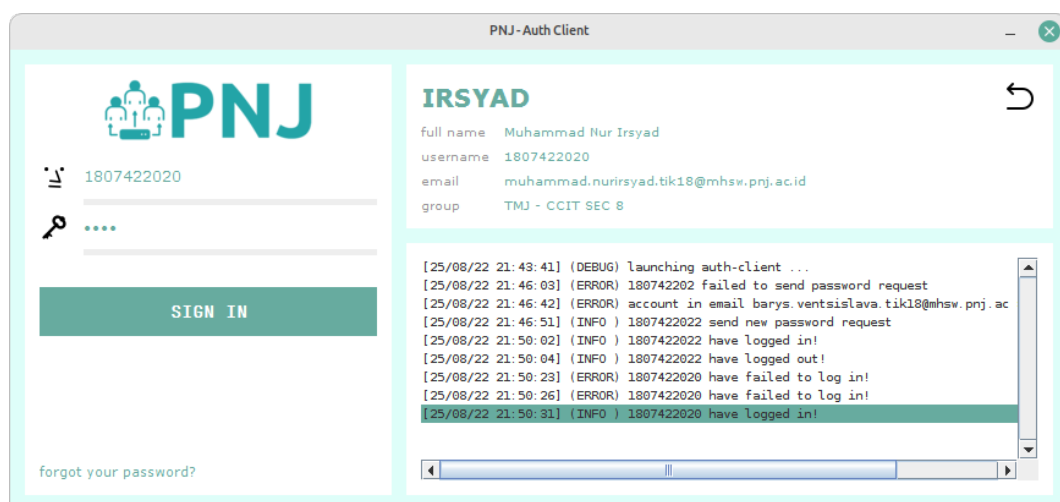 PNJ - Auth Client
PNJ
1807422020
••••
SIGN IN
forgot your password?
IRSYAD
full name Muhammad Nur Irsyad
username 1807422020
email muhammad.nurirsyad.tik18@mhsw.pnj.ac.id
group TMJ - CCIT SEC 8
[25/08/22 21:43:41] (DEBUG) launching auth-client ...
[25/08/22 21:46:03] (ERROR) 180742202 failed to send password request
[25/08/22 21:46:42] (ERROR) account in email barys.ventsislava.tik18@mhsw.pnj.ac
[25/08/22 21:46:51] (INFO ) 1807422022 send new password request
[25/08/22 21:50:02] (INFO ) 1807422022 have logged in!
[25/08/22 21:50:04] (INFO ) 1807422022 have logged out!
[25/08/22 21:50:23] (ERROR) 1807422020 have failed to log in!
[25/08/22 21:50:26] (ERROR) 1807422020 have failed to log in!
[25/08/22 21:50:31] (INFO ) 1807422020 have logged in!